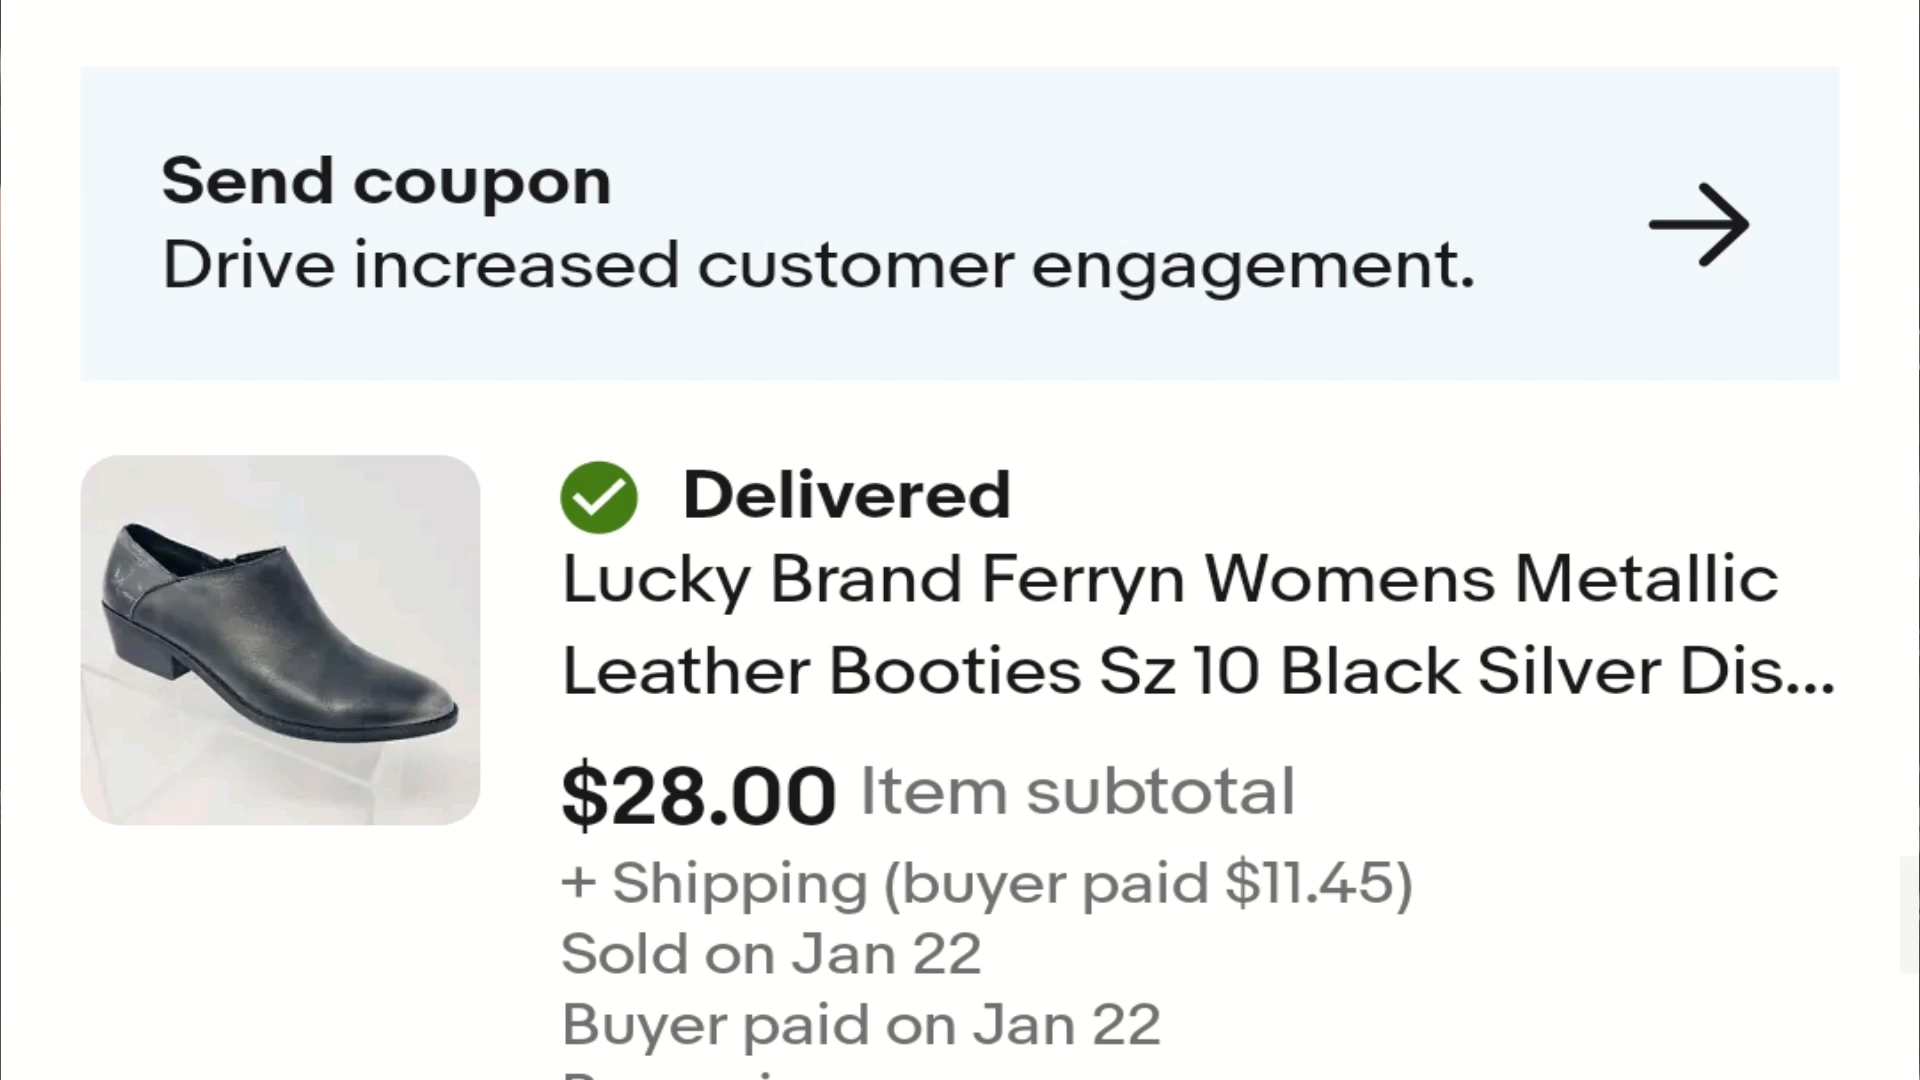 Send coupon
Drive increased customer engagement.
Delivered
Lucky Brand Ferryn Womens Metallic
Leather Booties Sz 10 Black Silver Dis...
$28.00 Item subtotal
+ Shipping (buyer paid $11.45)
Sold on Jan 22
Buyer paid on Jan 22